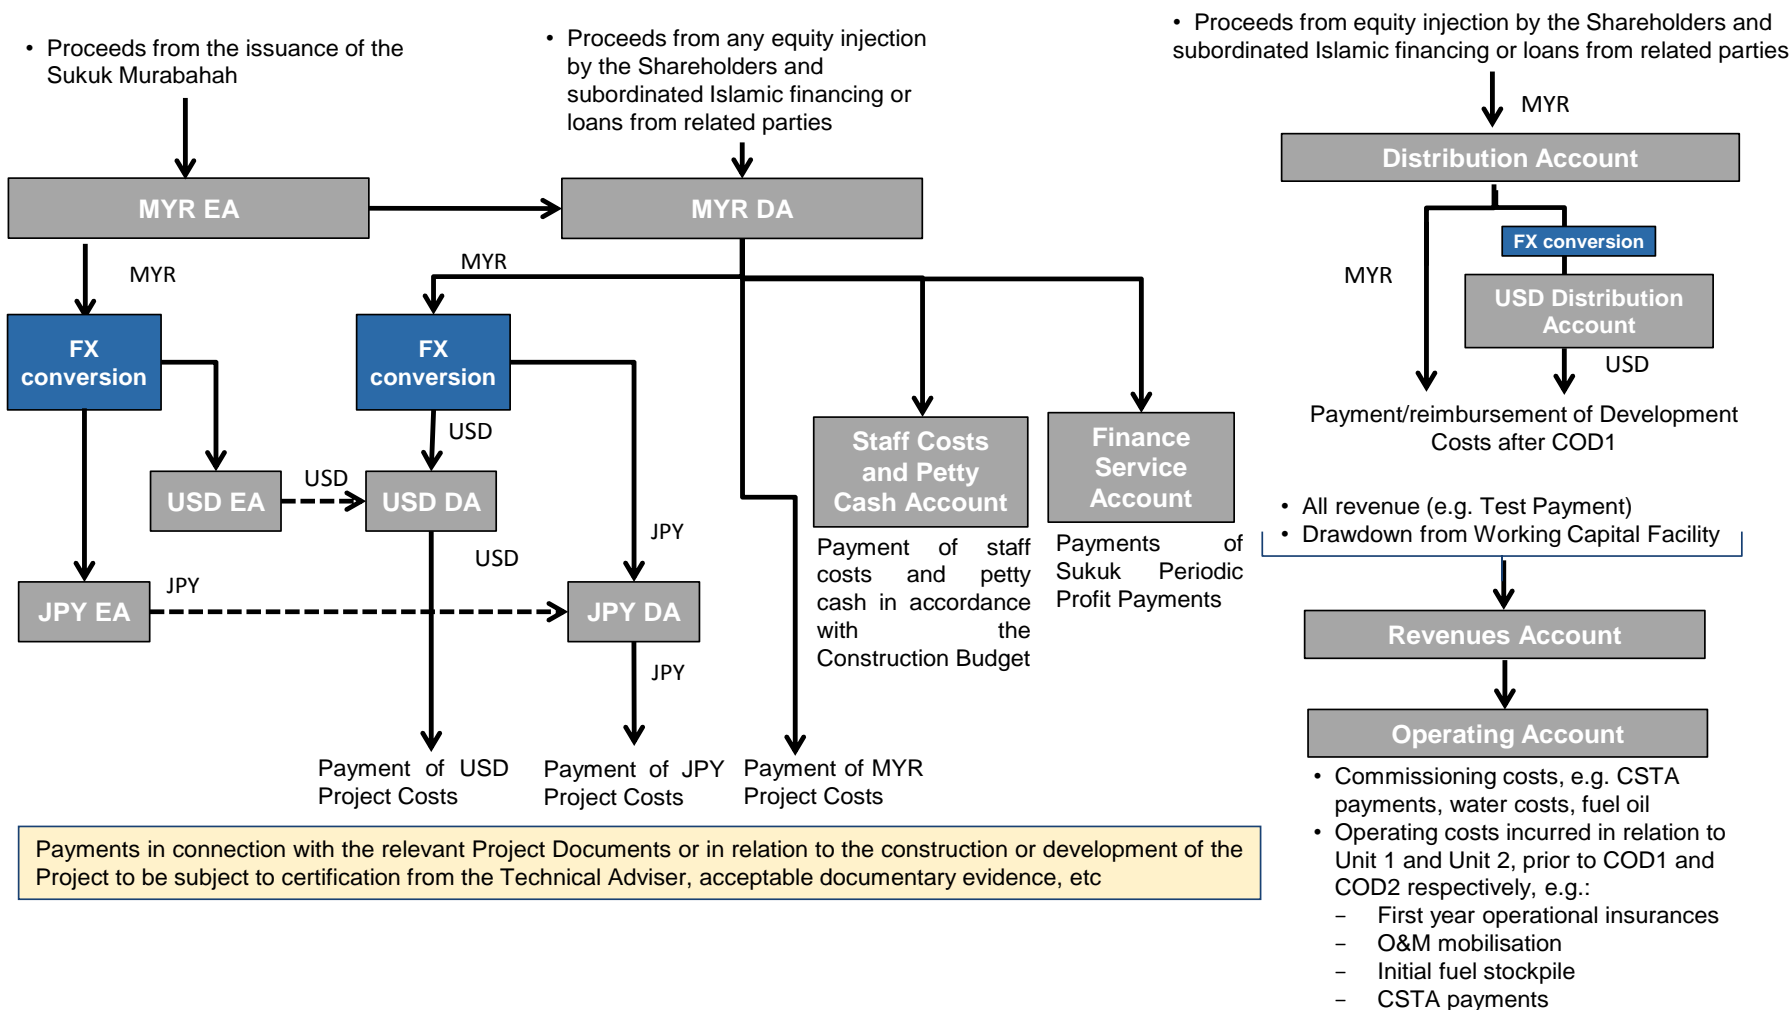 • Proceeds from the issuance of the
Sukuk Murabahah
• Proceeds from any equity injection
by the Shareholders and
subordinated Islamic financing or
loans from related parties
• Proceeds from equity injection by the Shareholders and
subordinated Islamic financing or loans from related parties
MYR
Distribution Account
MYR EA
MYR DA
FX conversion
MYR
MYR
MYR
USD Distribution
Account
FX
conversion
FX
conversion
USD
Payment/reimbursement of Development
Costs after COD1
USD
Staff Costs
and Petty
Cash Account
Finance
Service
Account
USD EA
USD
USD DA
• All revenue (e.g. Test Payment)
• Drawdown from Working Capital Facility
USD
JPY
Payment of staff
costs and petty
cash in accordance
with the
Construction Budget
Payments of
Sukuk Periodic
Profit Payments
JPY EA
JPY
JPY DA
Revenues Account
JPY
Operating Account
Payment of USD
Project Costs
Payment of JPY
Project Costs
Payment of MYR
Project Costs
• Commissioning costs, e.g. CSTA
payments, water costs, fuel oil
• Operating costs incurred in relation to
Unit 1 and Unit 2, prior to COD1 and
COD2 respectively, e.g.:
– First year operational insurances
– O&M mobilisation
– Initial fuel stockpile
– CSTA payments
Payments in connection with the relevant Project Documents or in relation to the construction or development of the
Project to be subject to certification from the Technical Adviser, acceptable documentary evidence, etc